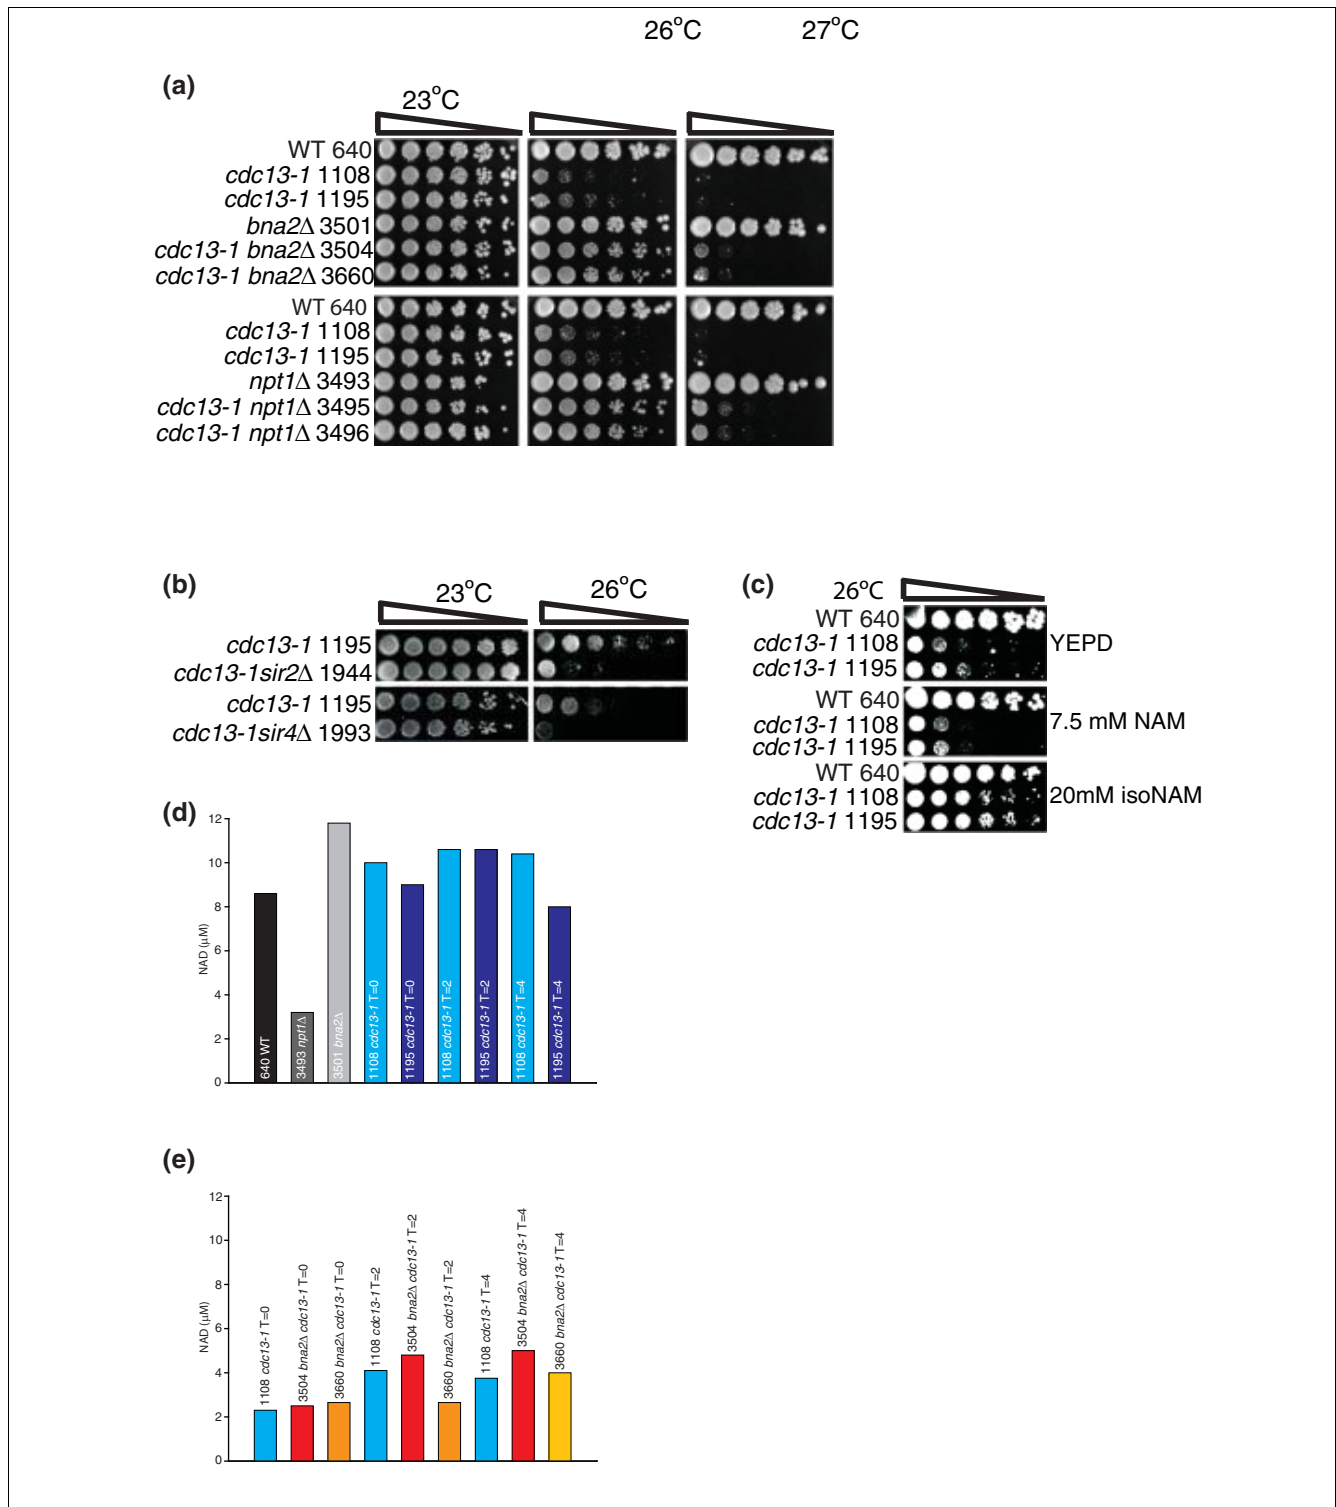 26°C 27°C
(a)
23°C
WT 640
cdc13-1 1108
cdc13-1 1195
bna2Δ 3501
cdc13-1 bna2Δ 3504
cdc13-1 bna2Δ 3660
WT 640
cdc13-1 1108
cdc13-1 1195
npt1Δ 3493
cdc13-1 npt1Δ 3495
cdc13-1 npt1Δ 3496
(b)
23°C 26°C
cdc13-1 1195
cdc13-1sir2Δ 1944
cdc13-1 1195
cdc13-1sir4Δ 1993
(c)
26°C
WT 640
cdc13-1 1108 YEPD
cdc13-1 1195
WT 640
cdc13-1 1108 7.5 mM NAM
cdc13-1 1195
WT 640
cdc13-1 1108 20mM isoNAM
cdc13-1 1195
(d)
12
10
8
6
4
2
0
NAD (μM)
640 WT
3493 npt1Δ
3501 bna2Δ
1108 cdc13-1 T=0
1195 cdc13-1 T=0
1108 cdc13-1 T=2
1195 cdc13-1 T=2
1108 cdc13-1 T=4
1195 cdc13-1 T=4
(e)
12
10
8
6
4
2
0
NAD (μM)
1108 cdc13-1 T=0
3504 bna2Δ cdc13-1 T=0
3660 bna2Δ cdc13-1 T=0
1108 cdc13-1 T=2
3504 bna2Δ cdc13-1 T=2
3660 bna2Δ cdc13-1 T=2
1108 cdc13-1 T=4
3504 bna2Δ cdc13-1 T=4
3660 bna2Δ cdc13-1 T=4